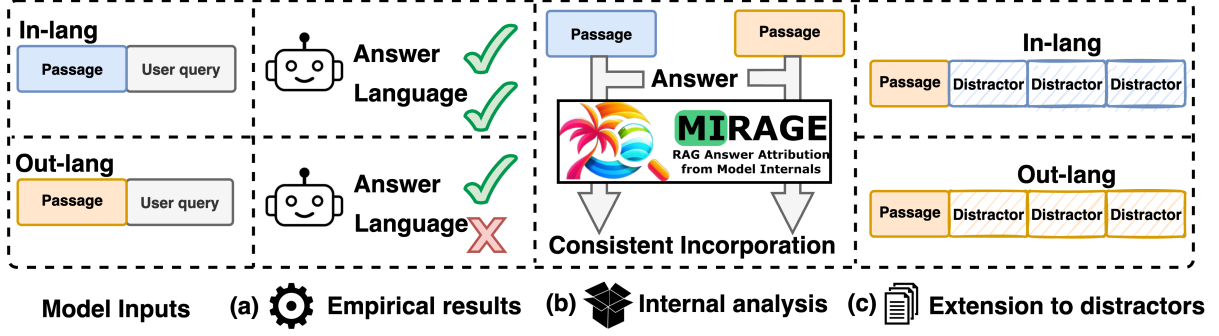 In-lang
Passage
User query
Out-lang
Passage
User query
Answer
Language
Answer
Language
Passage
Passage
Answer
MIRAGE
RAG Answer Attribution
from Model Internals
Consistent Incorporation
In-lang
Passage Distractor Distractor Distractor
Out-lang
Passage Distractor Distractor Distractor
Model Inputs
(a) Empirical results
(b) Internal analysis
(c) Extension to distractors